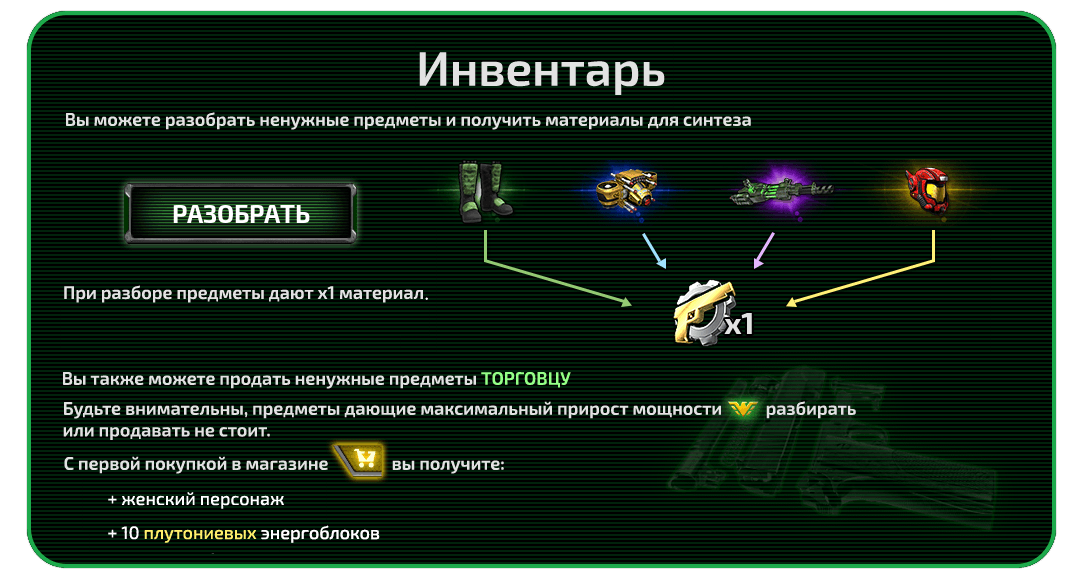 Инвентарь
Вы можете разобрать ненужные предметы и получить материалы для синтеза
РАЗОБРАТЬ
При разборе предметы дают x1 материал.
x1
Вы также можете продать ненужные предметы ТОРГОВЦУ
Будьте внимательны, предметы дающие максимальный прирост мощности разбирать
или продавать не стоит.
С первой покупкой в магазине вы получите:
+ женский персонаж
+ 10 плутониевых энергоблоков